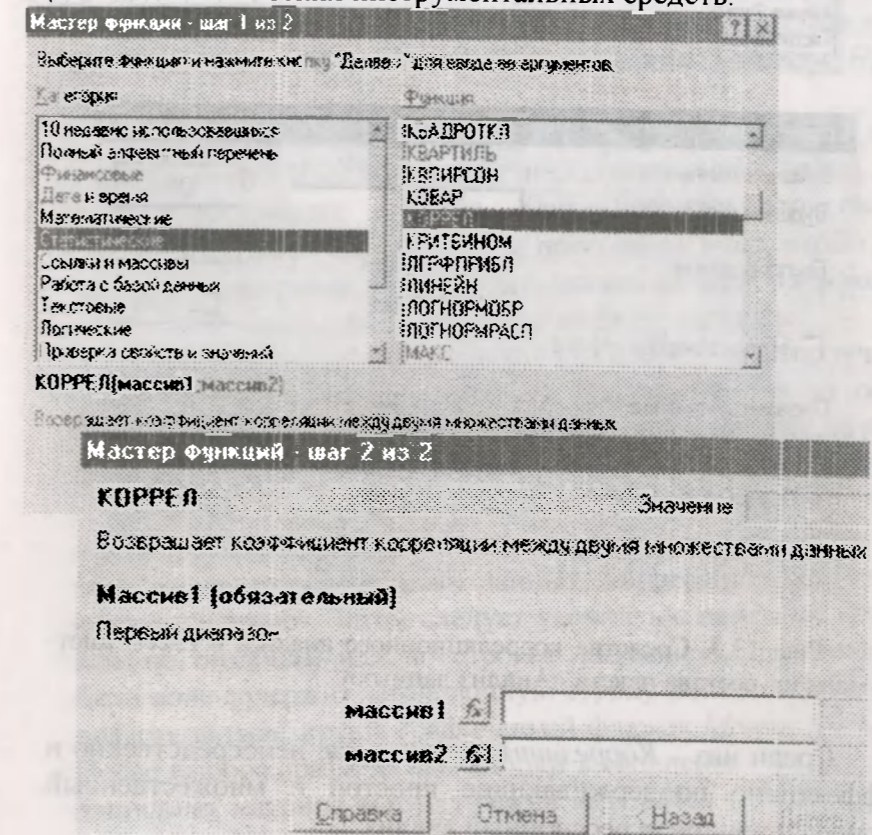 инструментальных средств.
Мастер функций - шаг 1 из 2
Выберите функцию и нажмите кнопку "Далее >" для ввода ее аргументов.
Категория
Функция
10 недавно использовавшихся
Полный алфавитный перечень
Финансовые
Дата и время
Математические
Статистические
Ссылки и массивы
Работа с базой данных
Текстовые
Логические
Проверка свойств и значений
КВАДРОТКЛ
КВАРТИЛЬ
КВПИРСОН
КОВАР
КОРРЕЛ
КРИТБИНОМ
ЛГРФПРИБЛ
ЛИНЕЙН
ЛОГНОРМОБР
ЛОГНОРМРАСП
МАКС
КОРРЕЛ(массив1;массив2)
Возвращает коэффициент корреляции между двумя множествами данных.
Мастер функций - шаг 2 из 2
КОРРЕЛ Значение
Возвращает коэффициент корреляции между двумя множествами данных
Массив1 (обязательный)
Первый диапазон
массив1
массив2
Справка Отмена < Назад